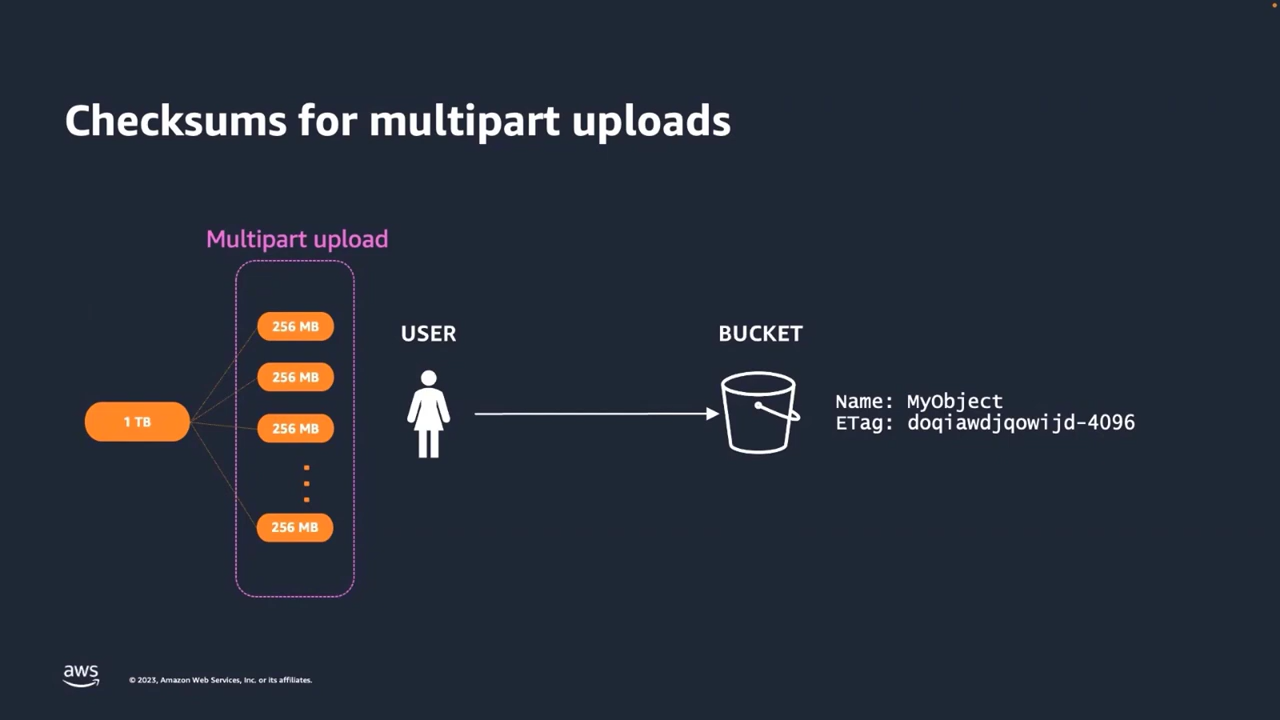 Checksums for multipart uploads
Multipart upload
256 MB
256 MB
256 MB
256 MB
1 TB
USER
BUCKET
Name: MyObject
ETag: doqiawdjqowijd-4096
aws
© 2023, Amazon Web Services, Inc. or its affiliates.